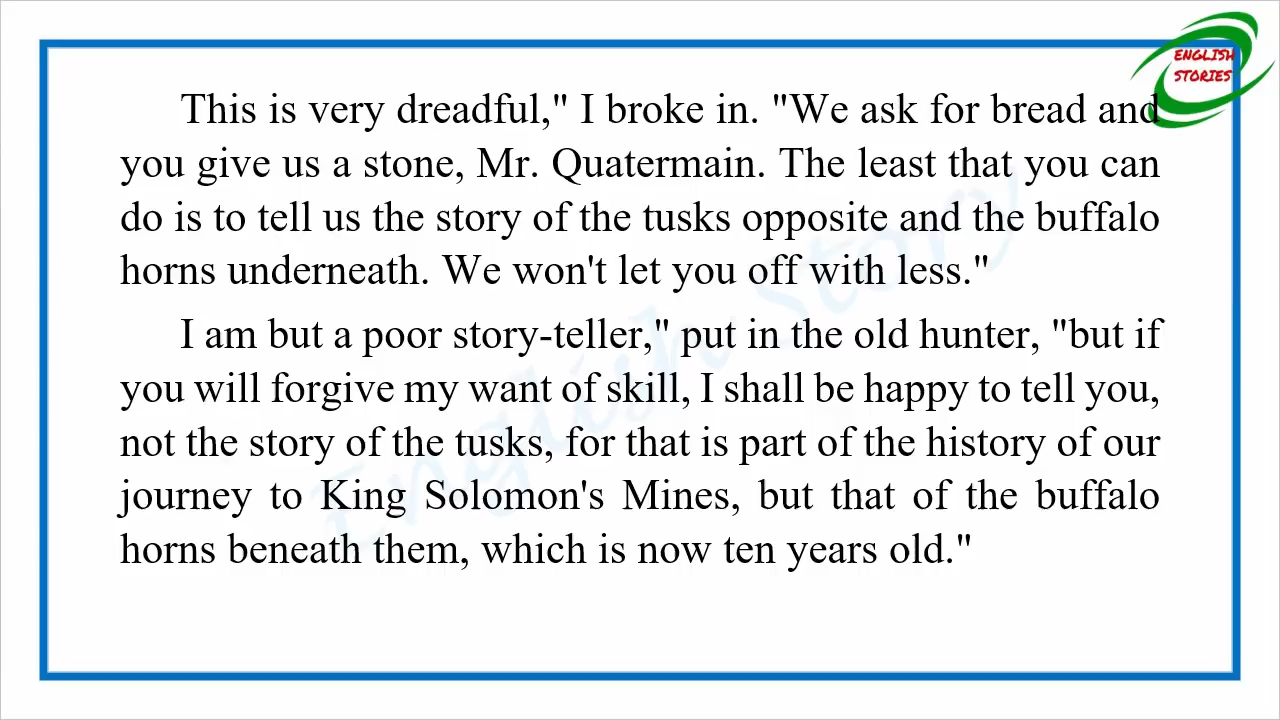 ENGLISH
STORIES
This is very dreadful," I broke in. "We ask for bread and
you give us a stone, Mr. Quatermain. The least that you can
do is to tell us the story of the tusks opposite and the buffalo
horns underneath. We won't let you off with less."
I am but a poor story-teller," put in the old hunter, "but if
you will forgive my want of skill, I shall be happy to tell you,
not the story of the tusks, for that is part of the history of our
journey to King Solomon's Mines, but that of the buffalo
horns beneath them, which is now ten years old."
English Story